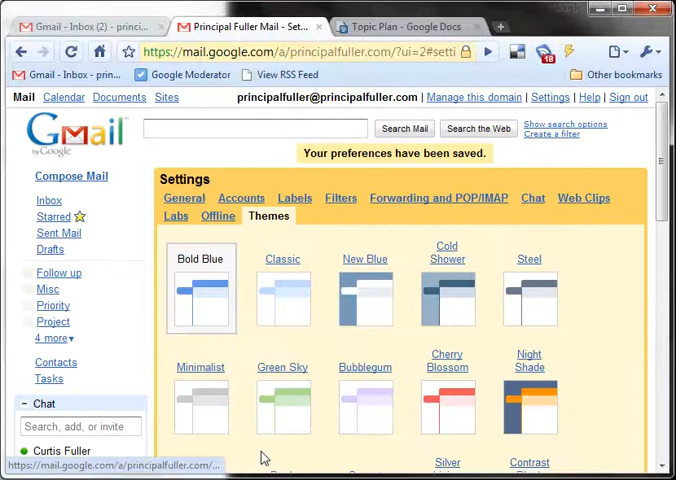 Gmail - Inbox (2) - princi...
Principal Fuller Mail - Set...
Topic Plan - Google Docs
https://mail.google.com/a/principalfuller.com/?ui=2#setti
18
Gmail - Inbox - prin...
Google Moderator
View RSS Feed
Other bookmarks
Mail Calendar Documents Sites
principalfuller@principalfuller.com | Manage this domain | Settings | Help | Sign out
GMail
by Google
Search Mail
Search the Web
Show search options
Create a filter
Your preferences have been saved.
Compose Mail
Inbox
Starred
Sent Mail
Drafts
Follow up
Misc
Priority
Project
4 more▼
Contacts
Tasks
− Chat
Search, add, or invite
Curtis Fuller
https://mail.google.com/a/principalfuller.com/...
Settings
General Accounts Labels Filters Forwarding and POP/IMAP Chat Web Clips
Labs Offline Themes
Bold Blue
Classic
New Blue
Cold
Shower
Steel
Minimalist
Green Sky
Bubblegum
Cherry
Blossom
Night
Shade
Silver
Contrast